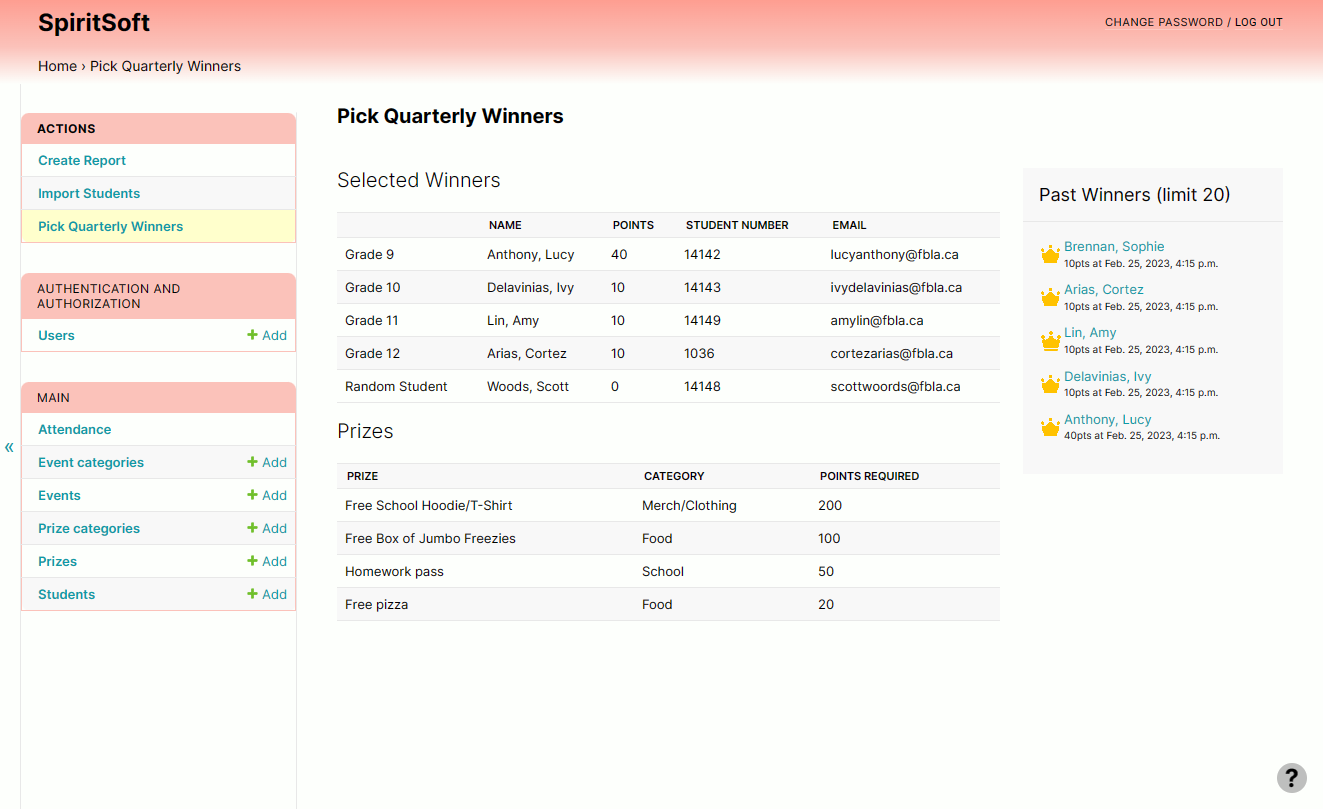 SpiritSoft
CHANGE PASSWORD / LOG OUT
Home › Pick Quarterly Winners
ACTIONS
Create Report
Import Students
Pick Quarterly Winners
AUTHENTICATION AND
AUTHORIZATION
Users + Add
MAIN
Attendance
Event categories + Add
Events + Add
Prize categories + Add
Prizes + Add
Students + Add
«
Pick Quarterly Winners
Selected Winners
NAME POINTS STUDENT NUMBER EMAIL
Grade 9 Anthony, Lucy 40 14142 lucyanthony@fbla.ca
Grade 10 Delavinias, Ivy 10 14143 ivydelavinias@fbla.ca
Grade 11 Lin, Amy 10 14149 amylin@fbla.ca
Grade 12 Arias, Cortez 10 1036 cortezarias@fbla.ca
Random Student Woods, Scott 0 14148 scottwoords@fbla.ca
Prizes
PRIZE CATEGORY POINTS REQUIRED
Free School Hoodie/T-Shirt Merch/Clothing 200
Free Box of Jumbo Freezies Food 100
Homework pass School 50
Free pizza Food 20
Past Winners (limit 20)
Brennan, Sophie
10pts at Feb. 25, 2023, 4:15 p.m.
Arias, Cortez
10pts at Feb. 25, 2023, 4:15 p.m.
Lin, Amy
10pts at Feb. 25, 2023, 4:15 p.m.
Delavinias, Ivy
10pts at Feb. 25, 2023, 4:15 p.m.
Anthony, Lucy
40pts at Feb. 25, 2023, 4:15 p.m.
?